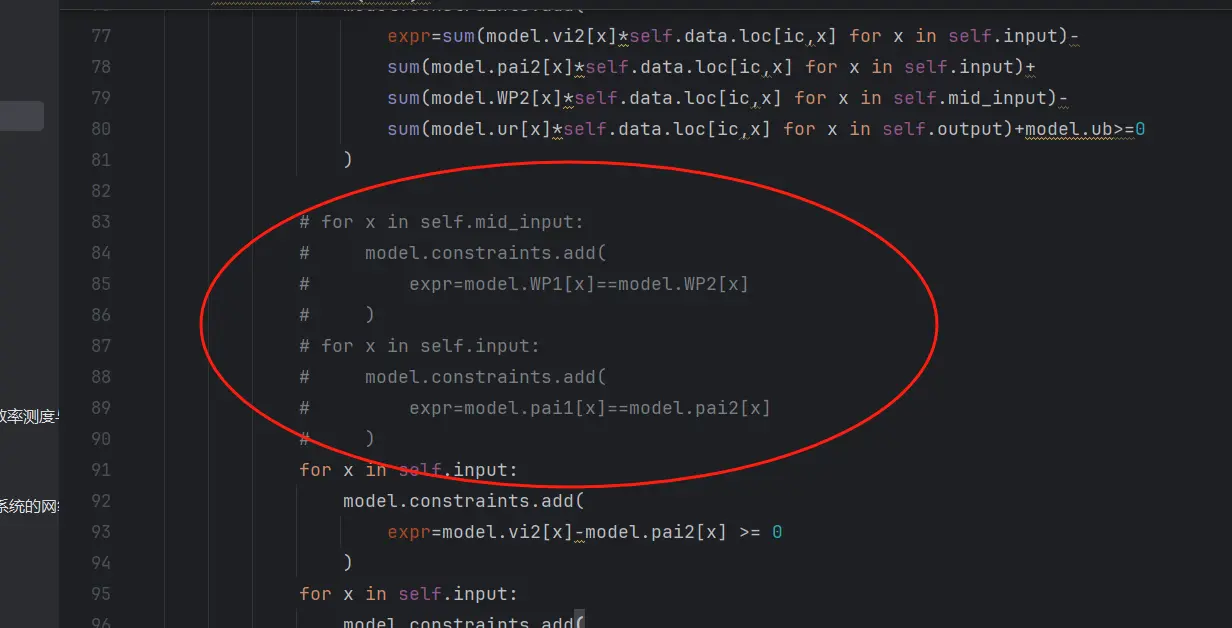 77 expr=sum(model.vi2[x]*self.data.loc[ic,x] for x in self.input)-
78 sum(model.pai2[x]*self.data.loc[ic,x] for x in self.input)+
79 sum(model.WP2[x]*self.data.loc[ic,x] for x in self.mid_input)-
80 sum(model.ur[x]*self.data.loc[ic,x] for x in self.output)+model.ub>=0
81 )
82
83 # for x in self.mid_input:
84 #     model.constraints.add(
85 #         expr=model.WP1[x]==model.WP2[x]
86 #     )
87 # for x in self.input:
88 #     model.constraints.add(
89 #         expr=model.pai1[x]==model.pai2[x]
90 #     )
91 for x in self.input:
92 model.constraints.add(
93 expr=model.vi2[x]-model.pai2[x] >= 0
94 )
95 for x in self.input:
96 model.constraints.add(
效率测度
系统的网